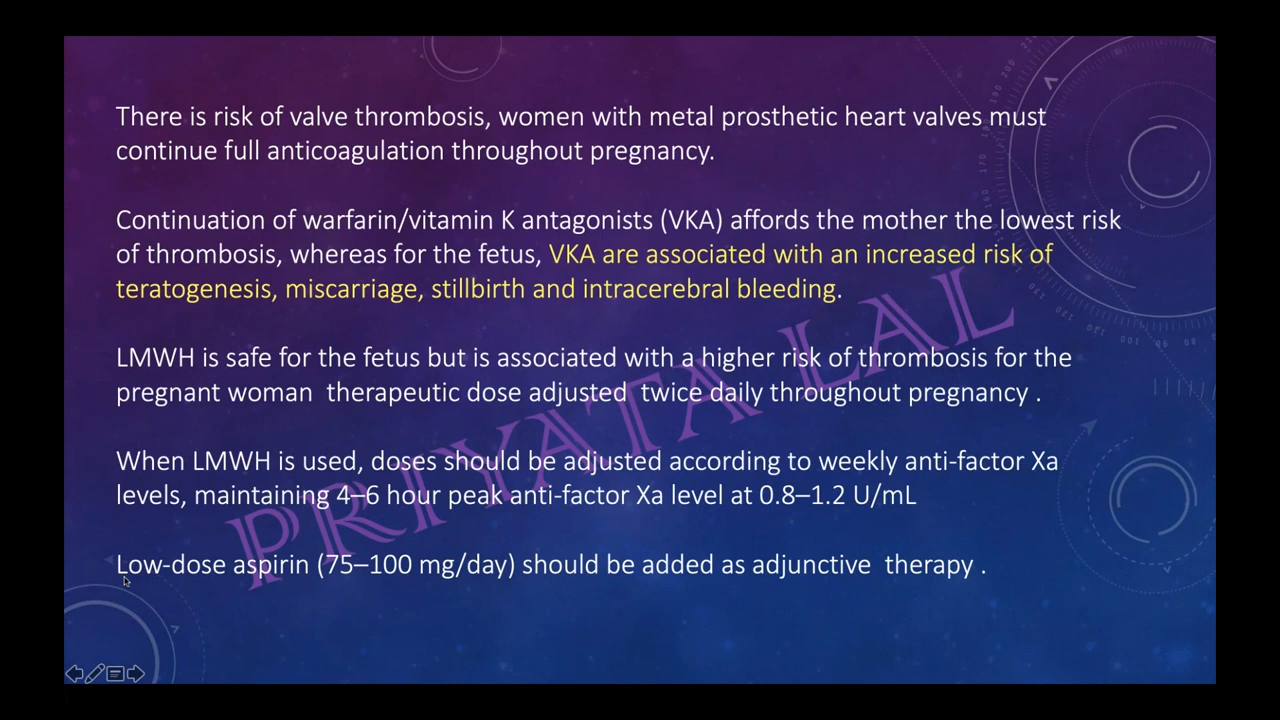 There is risk of valve thrombosis, women with metal prosthetic heart valves must
continue full anticoagulation throughout pregnancy.
Continuation of warfarin/vitamin K antagonists (VKA) affords the mother the lowest risk
of thrombosis, whereas for the fetus, VKA are associated with an increased risk of
teratogenesis, miscarriage, stillbirth and intracerebral bleeding.
LMWH is safe for the fetus but is associated with a higher risk of thrombosis for the
pregnant woman  therapeutic dose adjusted  twice daily throughout pregnancy .
When LMWH is used, doses should be adjusted according to weekly anti-factor Xa
levels, maintaining 4–6 hour peak anti-factor Xa level at 0.8–1.2 U/mL
Low-dose aspirin (75–100 mg/day) should be added as adjunctive  therapy .
PRIYATA LAL